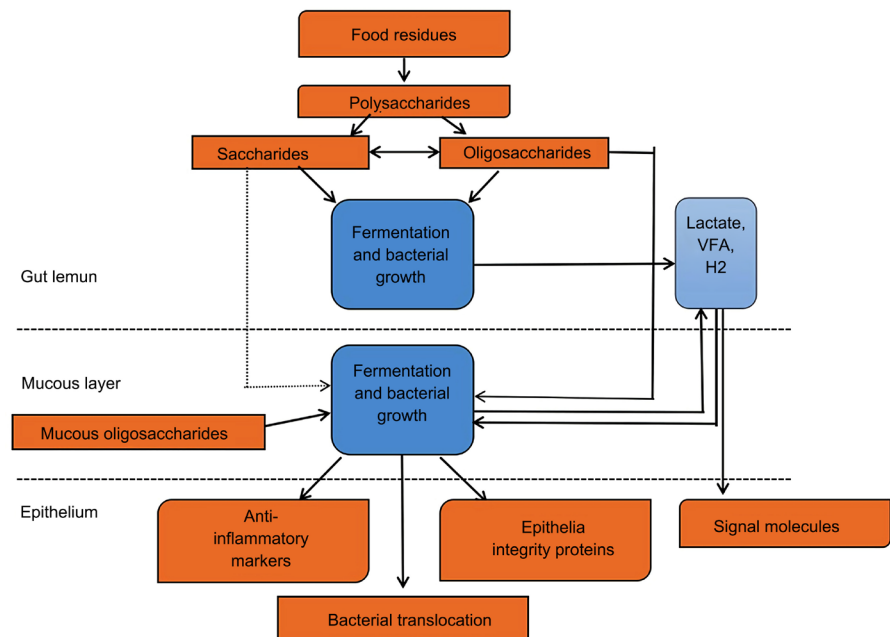 Food residues
Polysaccharides
Saccharides
Oligosaccharides
Fermentation
and bacterial
growth
Lactate,
VFA,
H2
Gut lemun
Mucous layer
Fermentation
and bacterial
growth
Mucous oligosaccharides
Epithelium
Anti-
inflammatory
markers
Epithelia
integrity proteins
Signal molecules
Bacterial translocation